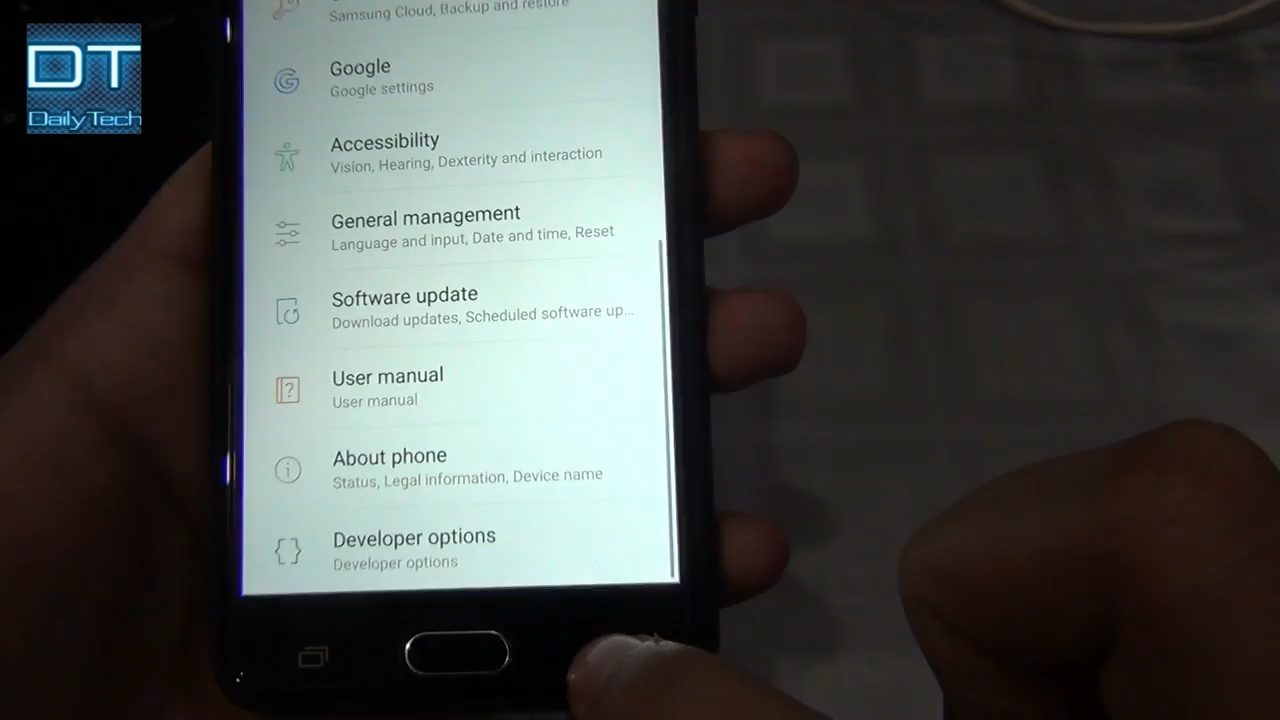 DT
DailyTech
Samsung Cloud, Backup and restore
Google
Google settings
Accessibility
Vision, Hearing, Dexterity and interaction
General management
Language and input, Date and time, Reset
Software update
Download updates, Scheduled software up...
User manual
User manual
About phone
Status, Legal information, Device name
Developer options
Developer options